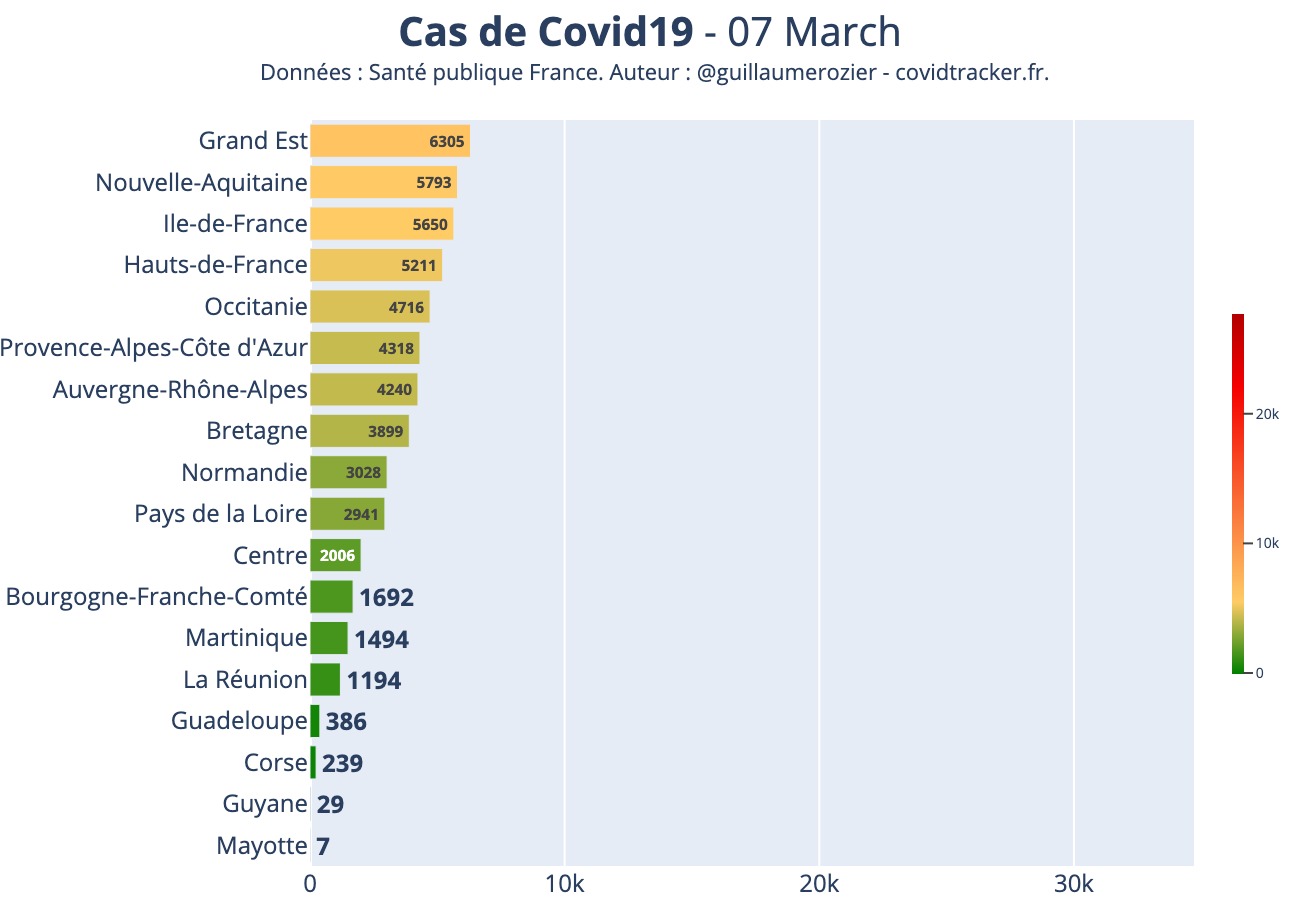 Cas de Covid19 - 07 March
Données : Santé publique France. Auteur : @guillaumerozier - covidtracker.fr.
Grand Est 6305
Nouvelle-Aquitaine 5793
Ile-de-France 5650
Hauts-de-France 5211
Occitanie 4716
Provence-Alpes-Côte d'Azur 4318
Auvergne-Rhône-Alpes 4240
Bretagne 3899
Normandie 3028
Pays de la Loire 2941
Centre 2006
Bourgogne-Franche-Comté 1692
Martinique 1494
La Réunion 1194
Guadeloupe 386
Corse 239
Guyane 29
Mayotte 7
0 10k 20k 30k
20k
10k
0